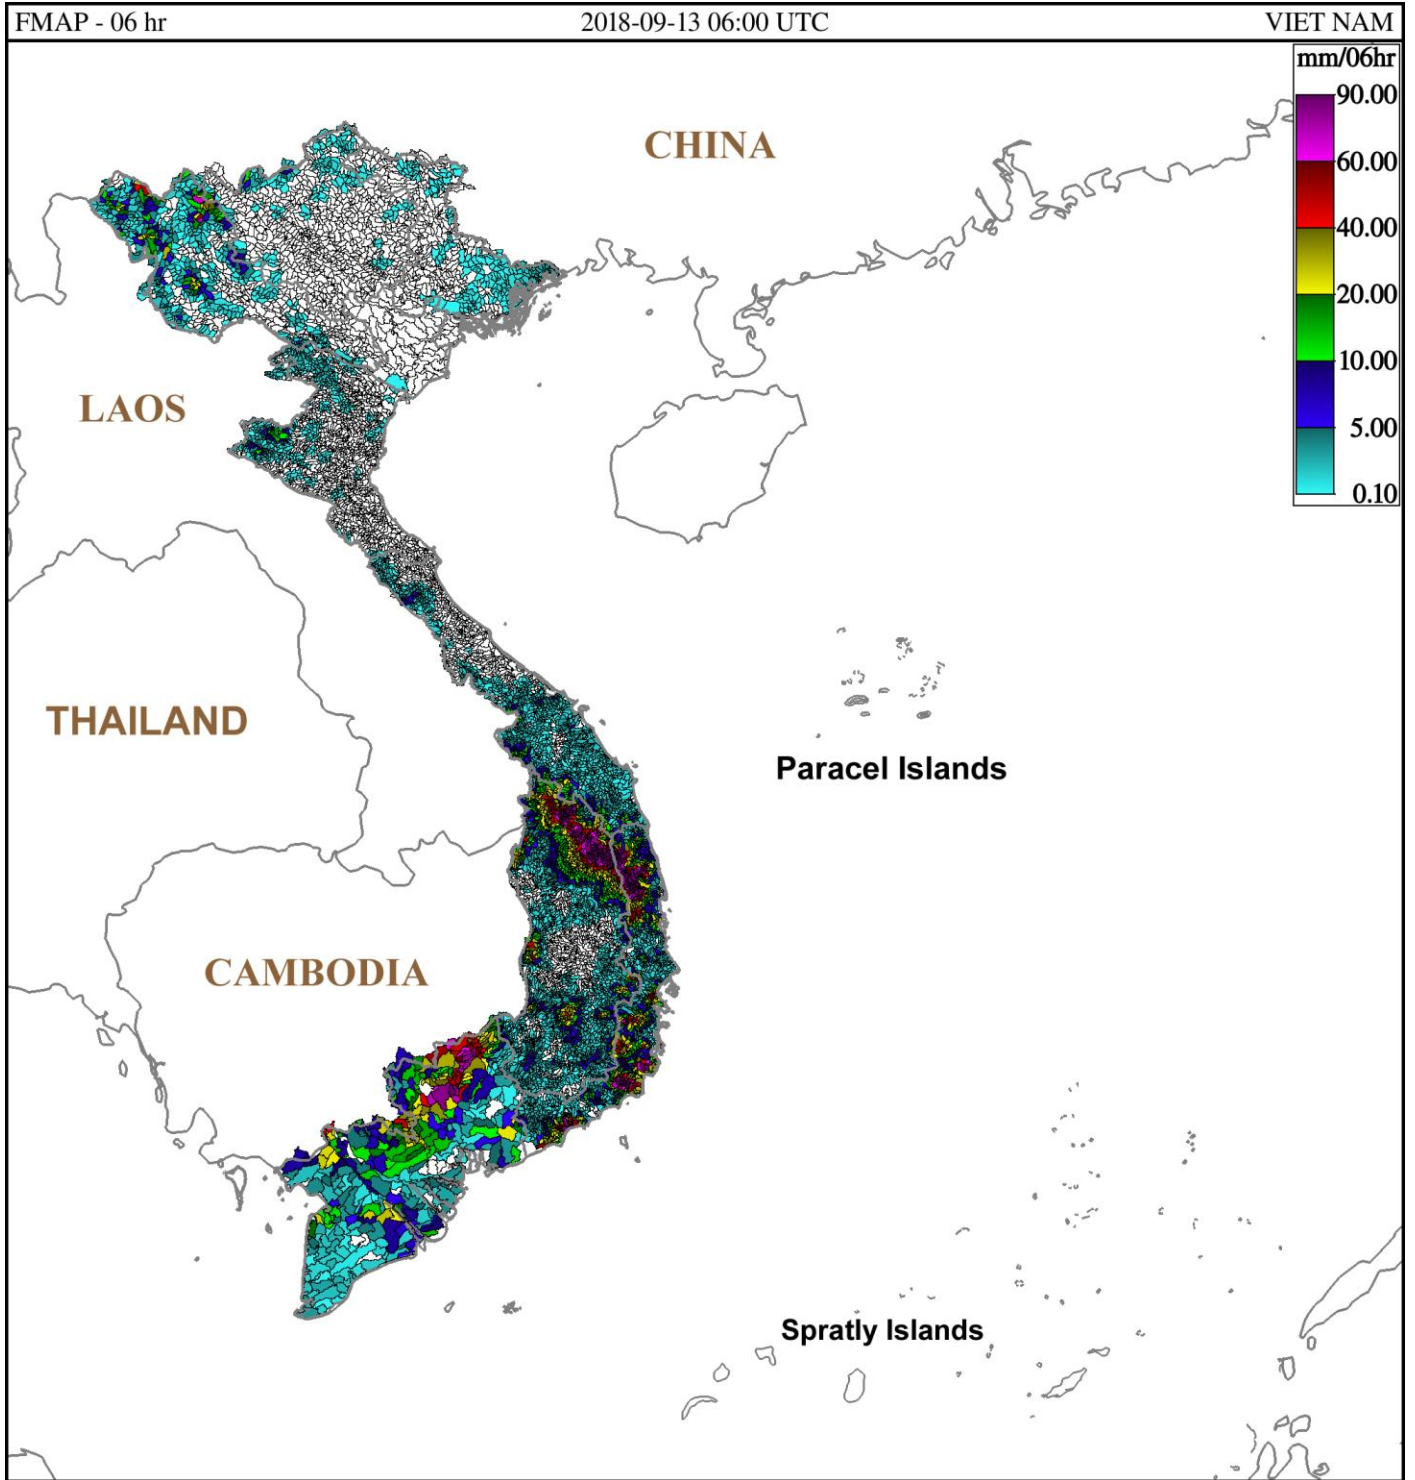 FMAP - 06 hr
2018-09-13 06:00 UTC
VIET NAM
mm/06hr
90.00
60.00
40.00
20.00
10.00
5.00
0.10
CHINA
LAOS
THAILAND
Paracel Islands
CAMBODIA
Spratly Islands